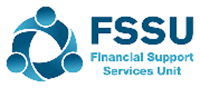 FSSU
Financial Support
Services Unit